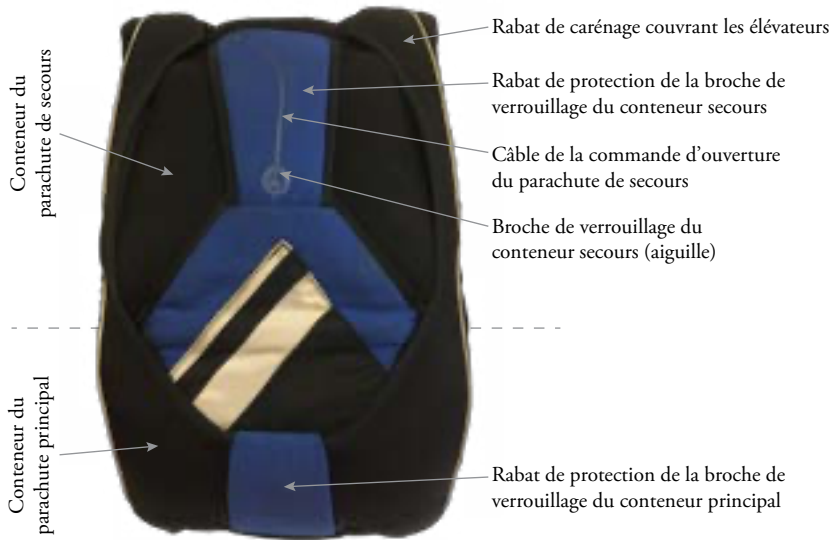 Rabat de carénage couvrant les élévateurs
Rabat de protection de la broche de
verrouillage du conteneur secours
Câble de la commande d'ouverture
du parachute de secours
Broche de verrouillage du
conteneur secours (aiguille)
Conteneur du
parachute de secours
Conteneur du
parachute principal
Rabat de protection de la broche de
verrouillage du conteneur principal